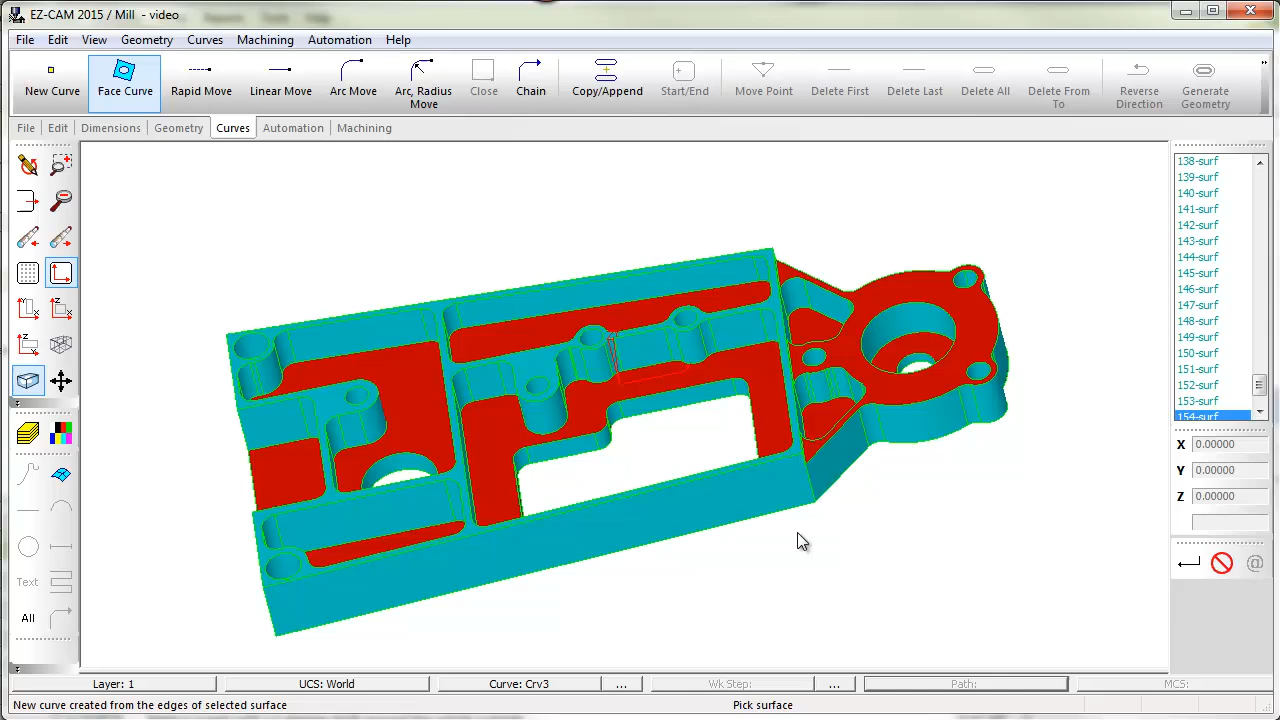 EZ-CAM 2015 / Mill - video
File Edit View Geometry Curves Machining Automation Help
New Curve Face Curve Rapid Move Linear Move Arc Move Arc, Radius Move Close Chain Copy/Append Start/End Move Point Delete First Delete Last Delete All Delete From To Reverse Direction Generate Geometry
File Edit Dimensions Geometry Curves Automation Machining
138-surf
139-surf
140-surf
141-surf
142-surf
143-surf
144-surf
145-surf
146-surf
147-surf
148-surf
149-surf
150-surf
151-surf
152-surf
153-surf
154-surf
X 0.00000
Y 0.00000
Z 0.00000
@
Text
All
Layer: 1 UCS: World Curve: Crv3 ... Wk Step: ... Path: MCS:
New curve created from the edges of selected surface Pick surface